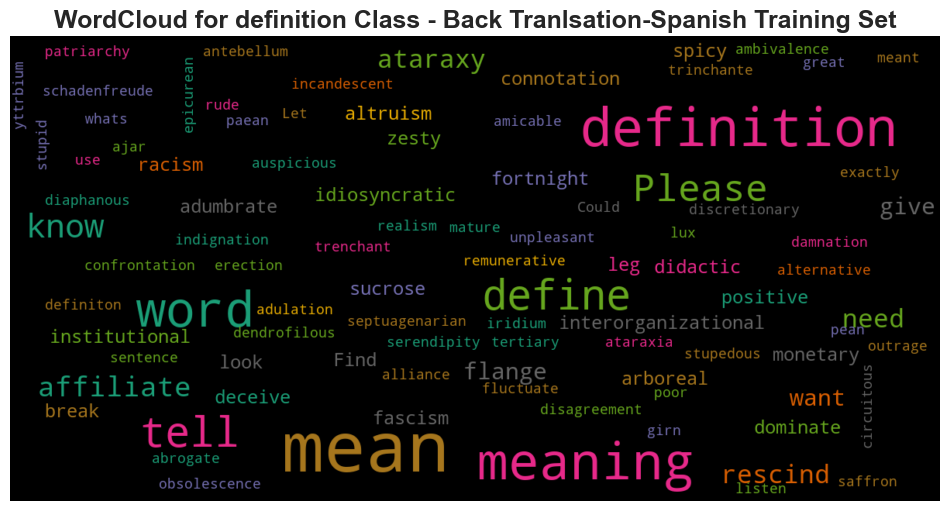 WordCloud for definition Class - Back Tranlsation-Spanish Training Set
patriarchy
antebellum
ataraxy
spicy
ambivalence
trinchante
great
meant
yttrbium
schadenfreude
epicurean
incandescent
connotation
rude
whats
paean
Let
altruism
amicable
definition
stupid
zesty
ajar
use
racism
auspicious
fortnight
Please
exactly
diaphanous
adumbrate
idiosyncratic
Could
discretionary
give
know
realism
mature
indignation
trenchant
unpleasant
lux
damnation
confrontation
erection
remunerative
leg
didactic
alternative
sucrose
define
positive
definiton
word
adulation
septuagenarian
iridium
interorganizational
need
pean
institutional
dendrofilous
serendipity
tertiary
ataraxia
outrage
sentence
look
Find
stupedous
monetary
affiliate
alliance
flange
arboreal
deceive
fluctuate
poor
want
circuitous
break
fascism
disagreement
tell
mean
girn
dominate
abrogate
meaning
rescind
obsolescence
listen
saffron